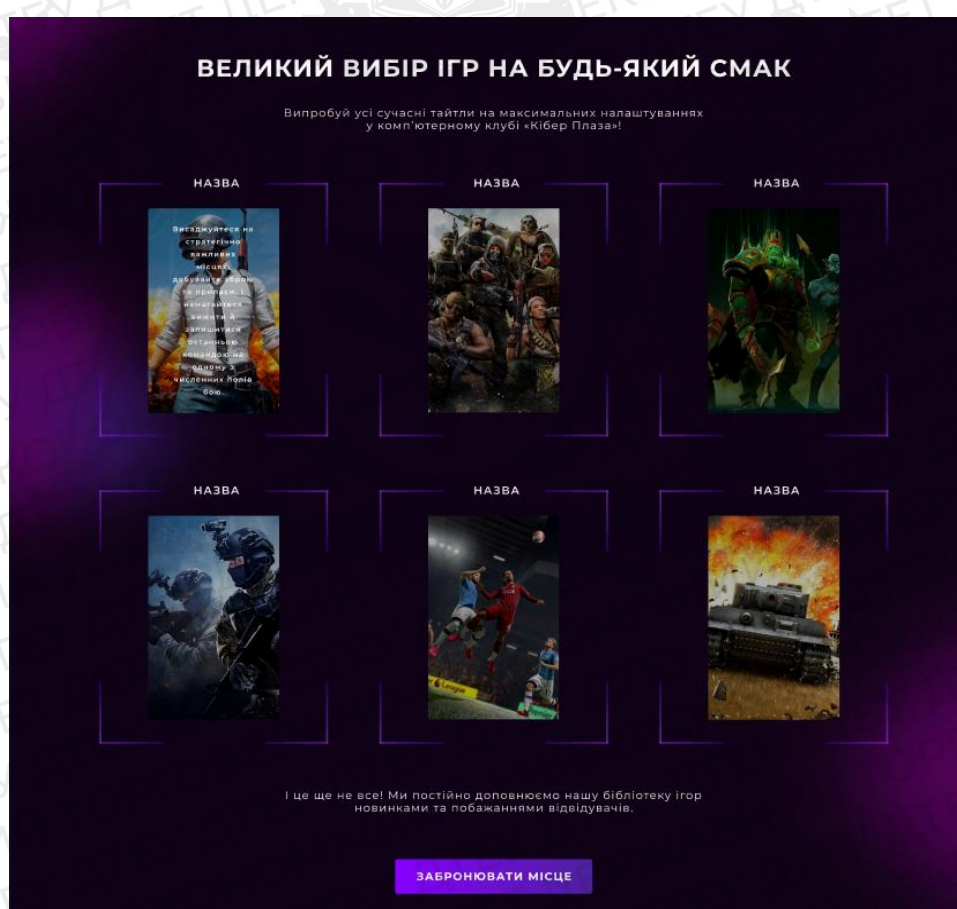 ВЕЛИКИЙ ВИБІР ІГР НА БУДЬ-ЯКИЙ СМАК
Випробуй усі сучасні тайтли на максимальних налаштуваннях
у комп'ютерному клубі «Кібер Плаза»!
НАЗВА
НАЗВА
НАЗВА
Висаджуйтеся на
стратегічно
важливих
місцях,
добувайте зброю
та припаси, і
намагайтеся
вижити й
залишитися
останньою
командою на
одному з
численних полів
бою.
НАЗВА
НАЗВА
НАЗВА
League
І це ще не все! Ми постійно доповнюємо нашу бібліотеку ігор
новинками та побажаннями відвідувачів.
ЗАБРОНЮВАТИ МІСЦЕ